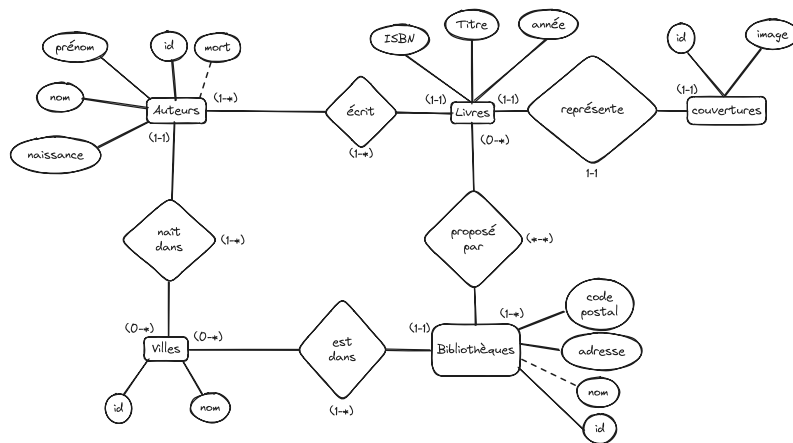 prénom
id
mort
ISBN
Titre
année
id
image
nom
Auteurs
(1-*)
écrit
(1-1)
Livres
(1-1)
représente
(1-1)
couvertures
naissance
(1-1)
(1-*)
(0-*)
1-1
naît
dans
(1-*)
proposé
par
(*-*)
(0-*)
Villes
(0-*)
est
dans
(1-*)
(1-1)
(1-*)
Bibliothèques
code
postal
adresse
nom
id
id
nom